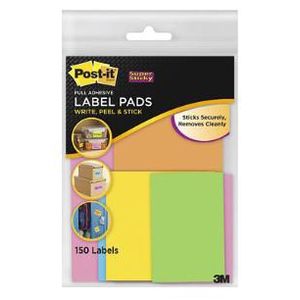 Post-it
Super Sticky
FULL ADHESIVE
LABEL PADS
WRITE, PEEL & STICK
Sticks Securely,
Removes Cleanly
150 Labels
3M